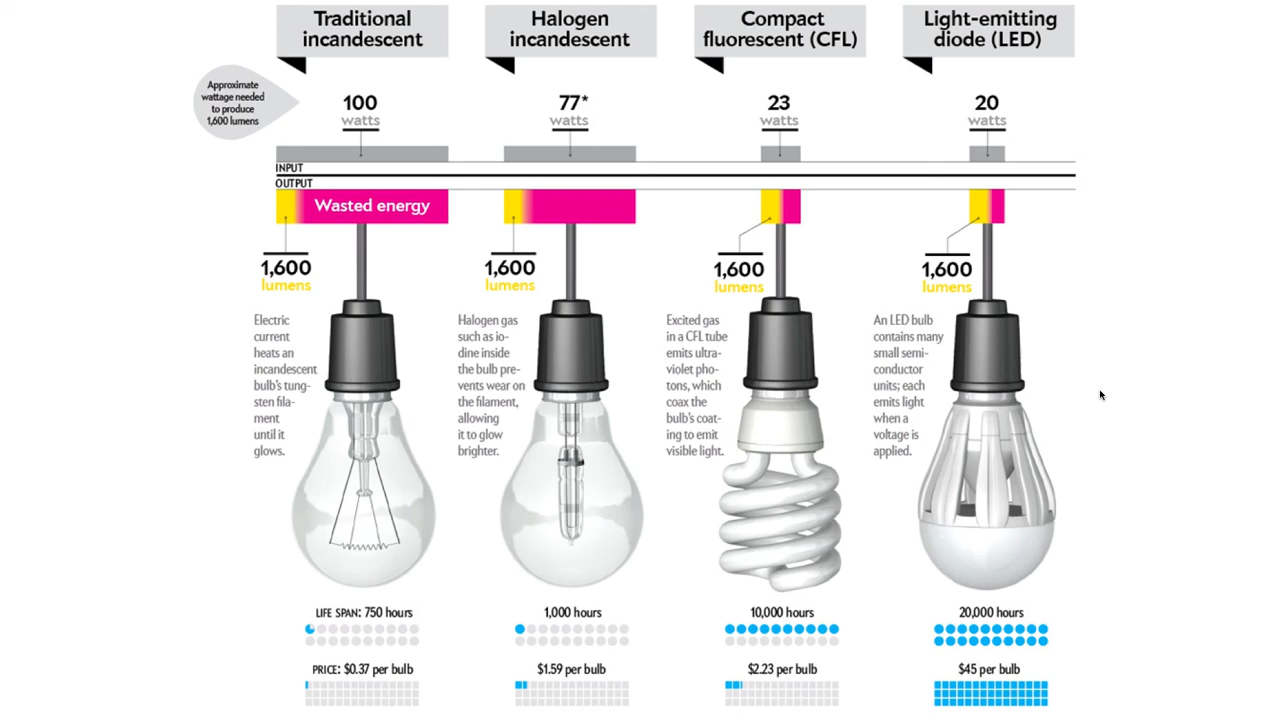 Traditional
incandescent
Halogen
incandescent
Compact
fluorescent (CFL)
Light-emitting
diode (LED)
Approximate
wattage needed
to produce
1,600 lumens
100
watts
77*
watts
23
watts
20
watts
INPUT
OUTPUT
Wasted energy
1,600
lumens
1,600
lumens
1,600
lumens
1,600
lumens
Electric
current
heats an
incandescent
bulb's tung-
sten fila-
ment
until it
glows.
Halogen gas
such as io-
dine inside
the bulb pre-
vents wear on
the filament,
allowing
it to glow
brighter.
Excited gas
in a CFL tube
emits ultra-
violet pho-
tons, which
coax the
bulb's coat-
ing to emit
visible light.
An LED bulb
contains many
small semi-
conductor
units; each
emits light
when a
voltage is
applied.
LIFE SPAN: 750 hours
1,000 hours
10,000 hours
20,000 hours
PRICE: $0.37 per bulb
$1.59 per bulb
$2.23 per bulb
$45 per bulb